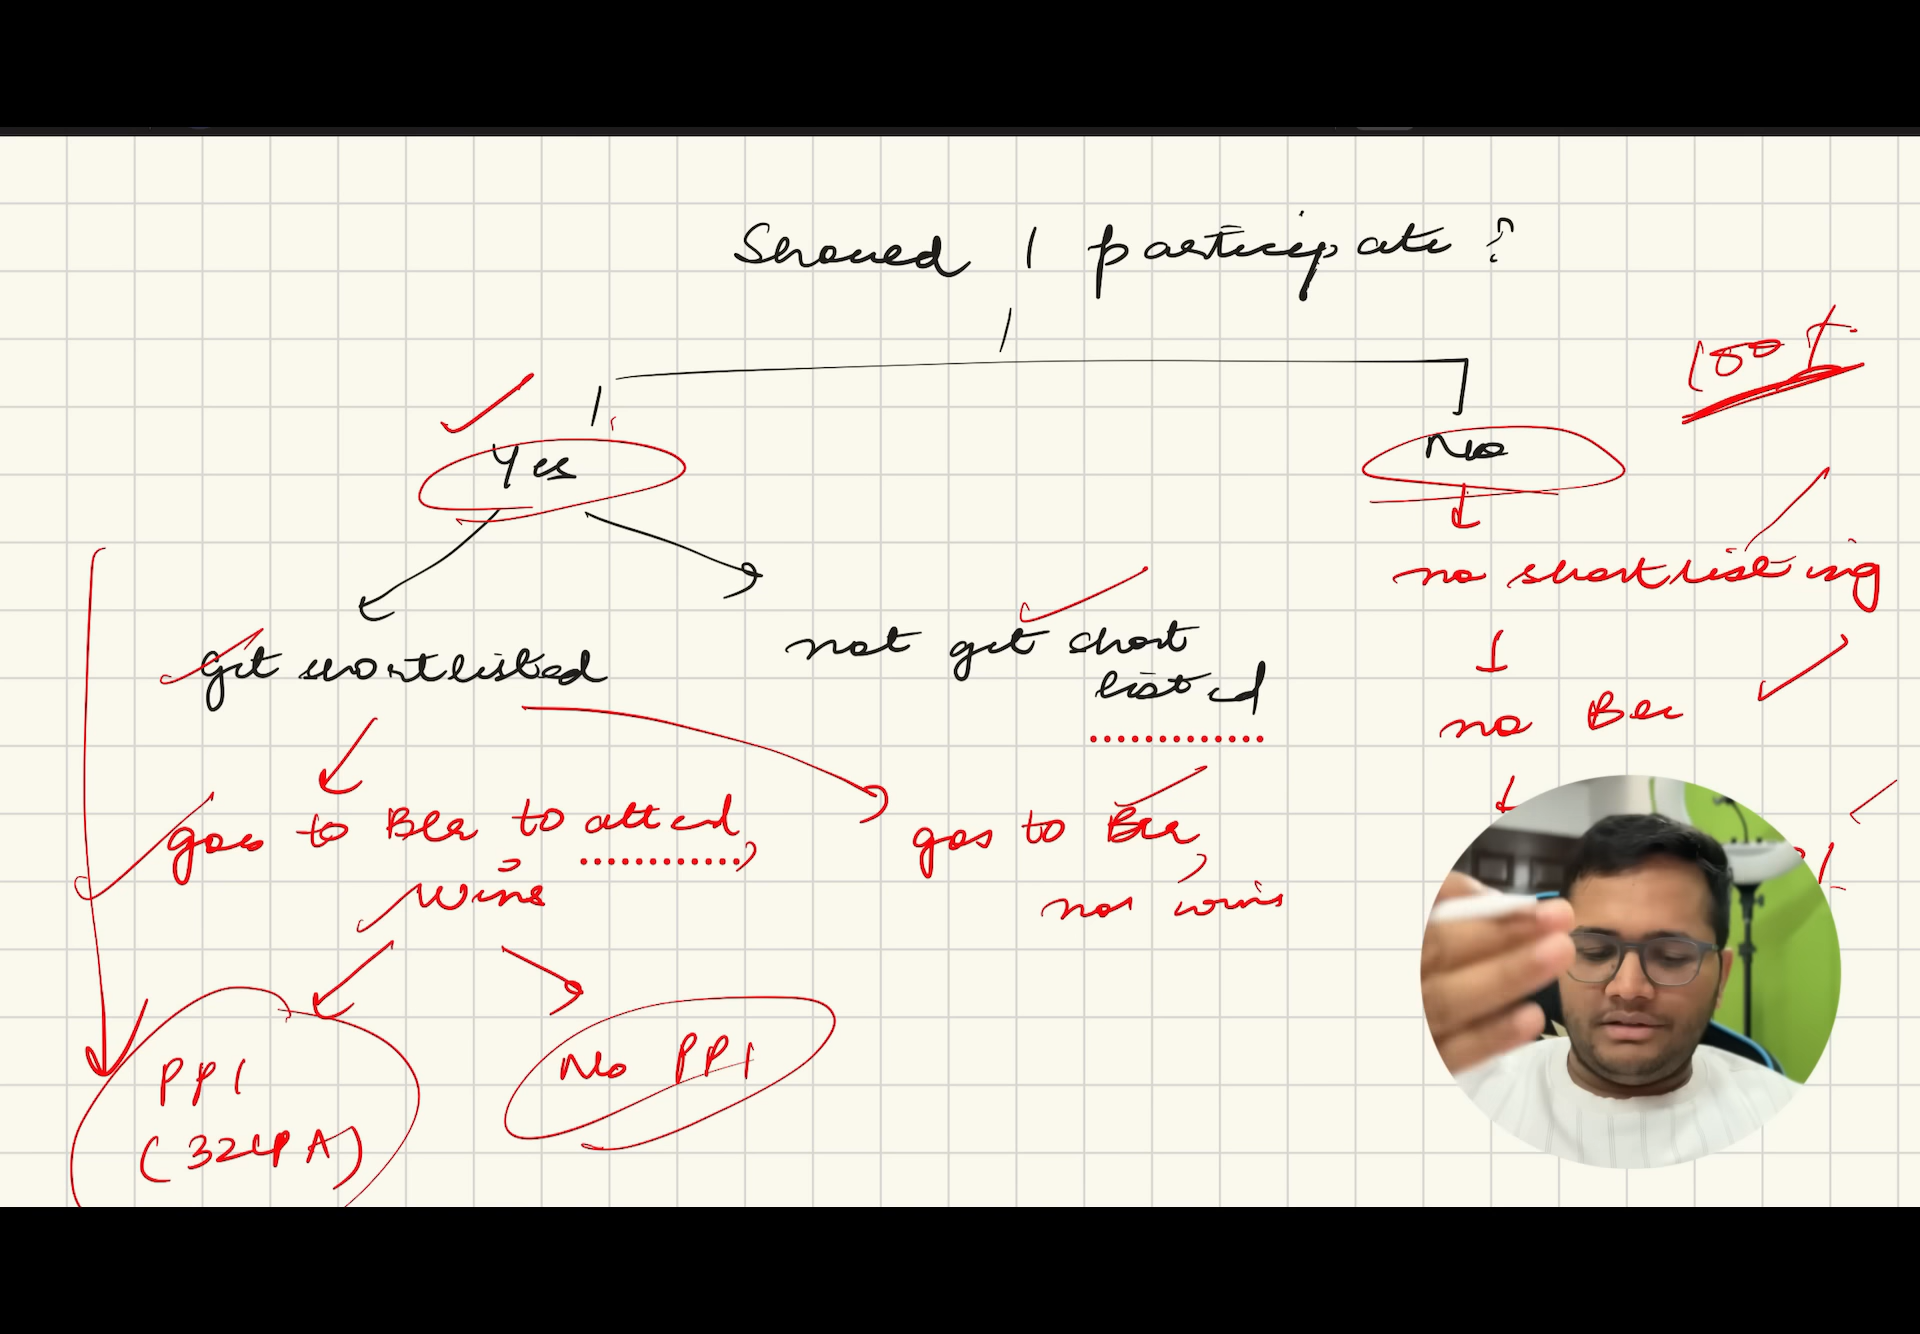 Should I participate?
100%
Yes
No
no shortlisting
get shortlisted
not get short
listed
no Blr
goes to Blr to attend,
wins
goes to Blr,
not wins
PPI
(32LPA)
No PPI